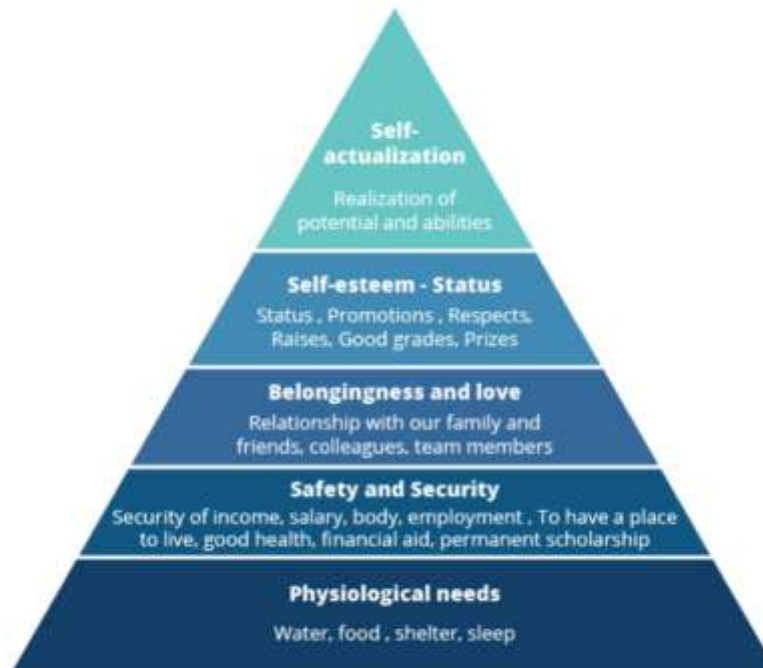 Self-
actualization
Realization of
potential and abilities
Self-esteem - Status
Status , Promotions , Respects,
Raises, Good grades, Prizes
Belongingness and love
Relationship with our family and
friends, colleagues, team members
Safety and Security
Security of income, salary, body, employment , To have a place
to live, good health, financial aid, permanent scholarship
Physiological needs
Water, food , shelter, sleep